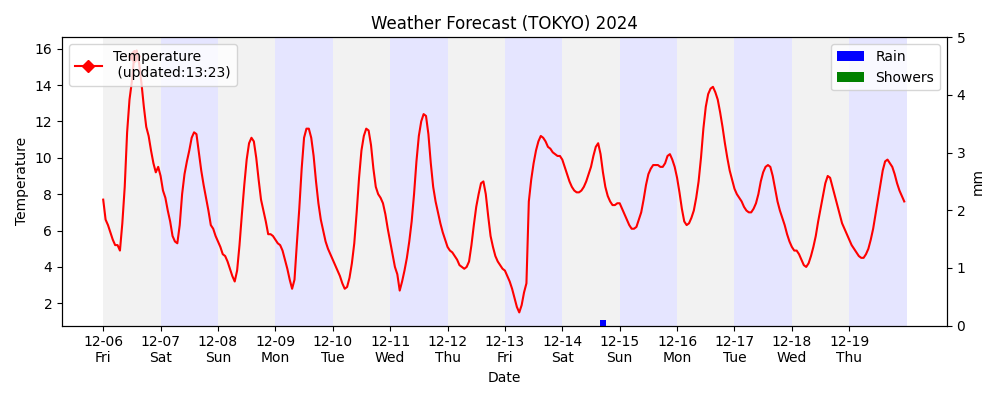 Weather Forecast (TOKYO) 2024
Temperature
(updated:13:23)
Rain
Showers
Temperature
16
14
12
10
8
6
4
2
5
4
3
2
1
0
mm
12-06 12-07 12-08 12-09 12-10 12-11 12-12 12-13 12-14 12-15 12-16 12-17 12-18 12-19
Fri Sat Sun Mon Tue Wed Thu Fri Sat Sun Mon Tue Wed Thu
Date